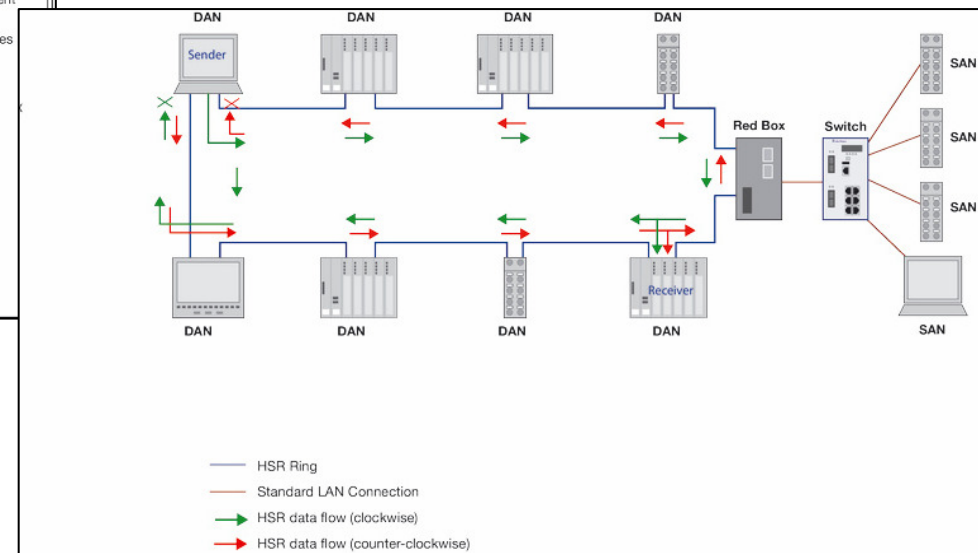 DAN DAN DAN DAN
es
Sender
SAN
Red Box Switch
SAN
SAN
Receiver
DAN DAN DAN DAN SAN
HSR Ring
Standard LAN Connection
HSR data flow (clockwise)
HSR data flow (counter-clockwise)